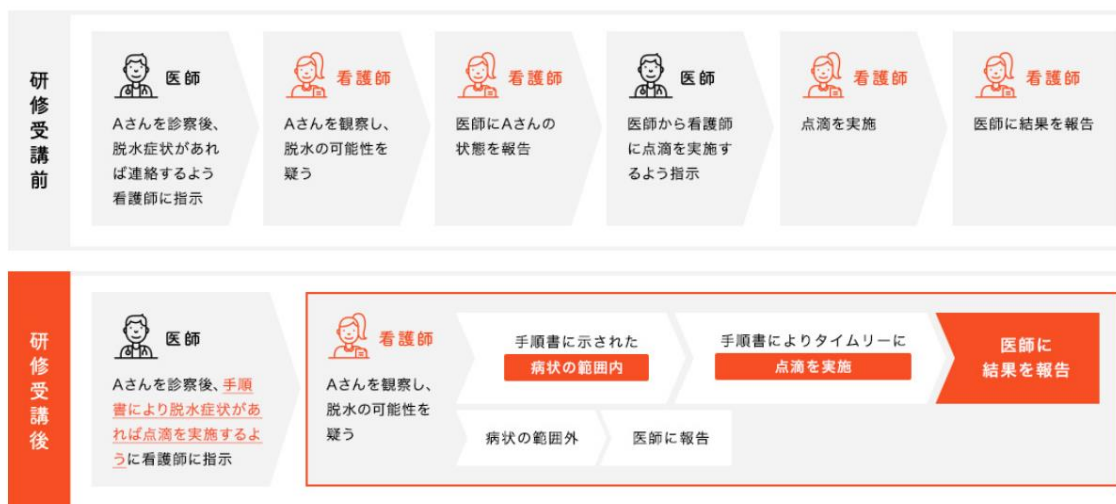 研修受講前
医師
Aさんを診察後、
脱水症状があれ
ば連絡するよう
看護師に指示
看護師
Aさんを観察し、
脱水の可能性を
疑う
看護師
医師にAさんの
状態を報告
医師
医師から看護師
に点滴を実施す
るよう指示
看護師
点滴を実施
看護師
医師に結果を報告
研修受講後
医師
Aさんを診察後、手順
書により脱水症状があ
れば点滴を実施するよ
うに看護師に指示
看護師
Aさんを観察し、
脱水の可能性を
疑う
手順書に示された
病状の範囲内
手順書によりタイムリーに
点滴を実施
医師に
結果を報告
病状の範囲外
医師に報告